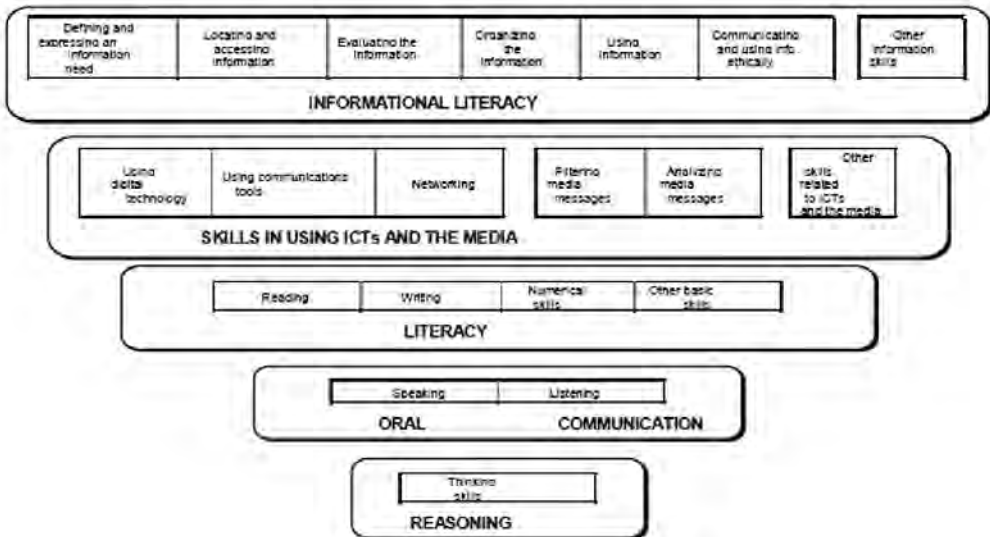 Defining and
expressing an
information
need
Locating and
accessing
information
Evaluating the
information
Organizing
the
information
Using
information
Communicating
and using info
ethically
Other
information
skills
INFORMATIONAL LITERACY
Using
digital
technology
Using communications
tools
Networking
Filtering
media
messages
Analizing
media
messages
Other
skills
related
to ICTs
and the media
SKILLS IN USING ICTs AND THE MEDIA
Reading
Writing
Numerical
skills
Other basic
skills
LITERACY
Speaking
Listening
ORAL COMMUNICATION
Thinking
skills
REASONING